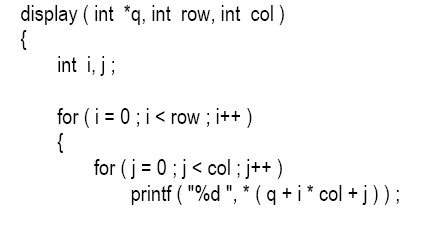 display ( int *q, int row, int col )
{
int i, j ;
for ( i = 0 ; i < row ; i++ )
{
for ( j = 0 ; j < col ; j++ )
printf ( "%d ", * ( q + i * col + j ) ) ;